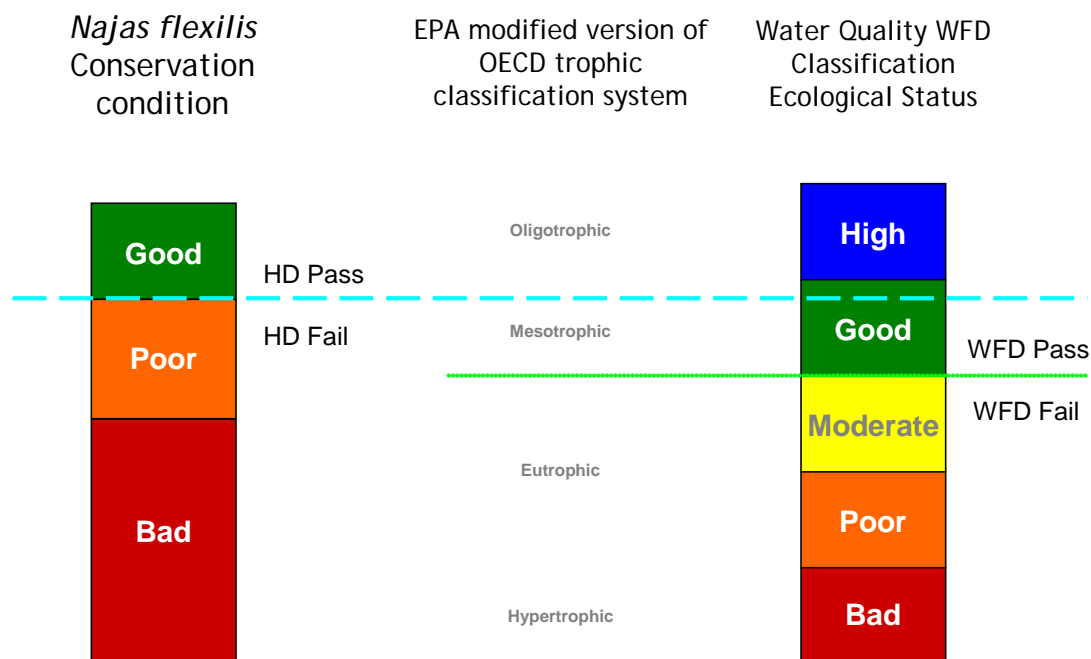 Najas flexilis
Conservation
condition
EPA modified version of
OECD trophic
classification system
Water Quality WFD
Classification
Ecological Status
Good
Poor
Bad
HD Pass
HD Fail
Oligotrophic
Mesotrophic
Eutrophic
Hypertrophic
High
Good
Moderate
Poor
Bad
WFD Pass
WFD Fail